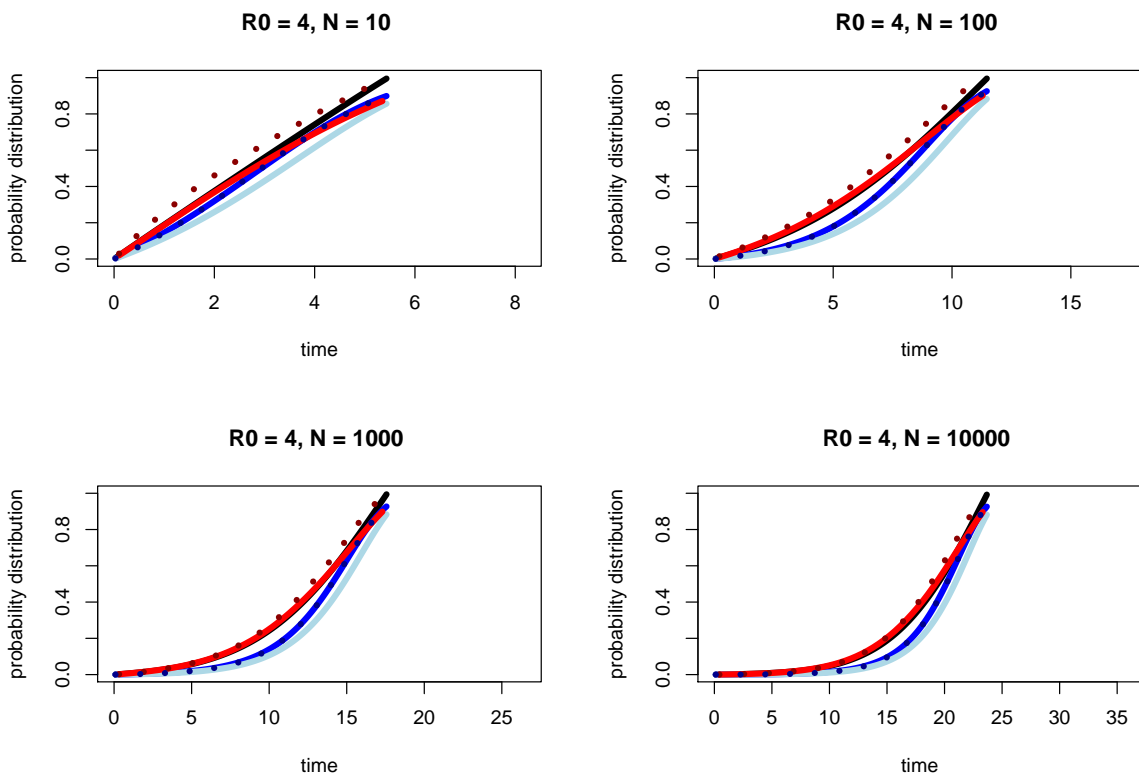 R0 = 4, N = 10
probability distribution
0.0 0.4 0.8
0 2 4 6 8
time
R0 = 4, N = 100
probability distribution
0.0 0.4 0.8
0 5 10 15
time
R0 = 4, N = 1000
probability distribution
0.0 0.4 0.8
0 5 10 15 20 25
time
R0 = 4, N = 10000
probability distribution
0.0 0.4 0.8
0 5 10 15 20 25 30 35
time